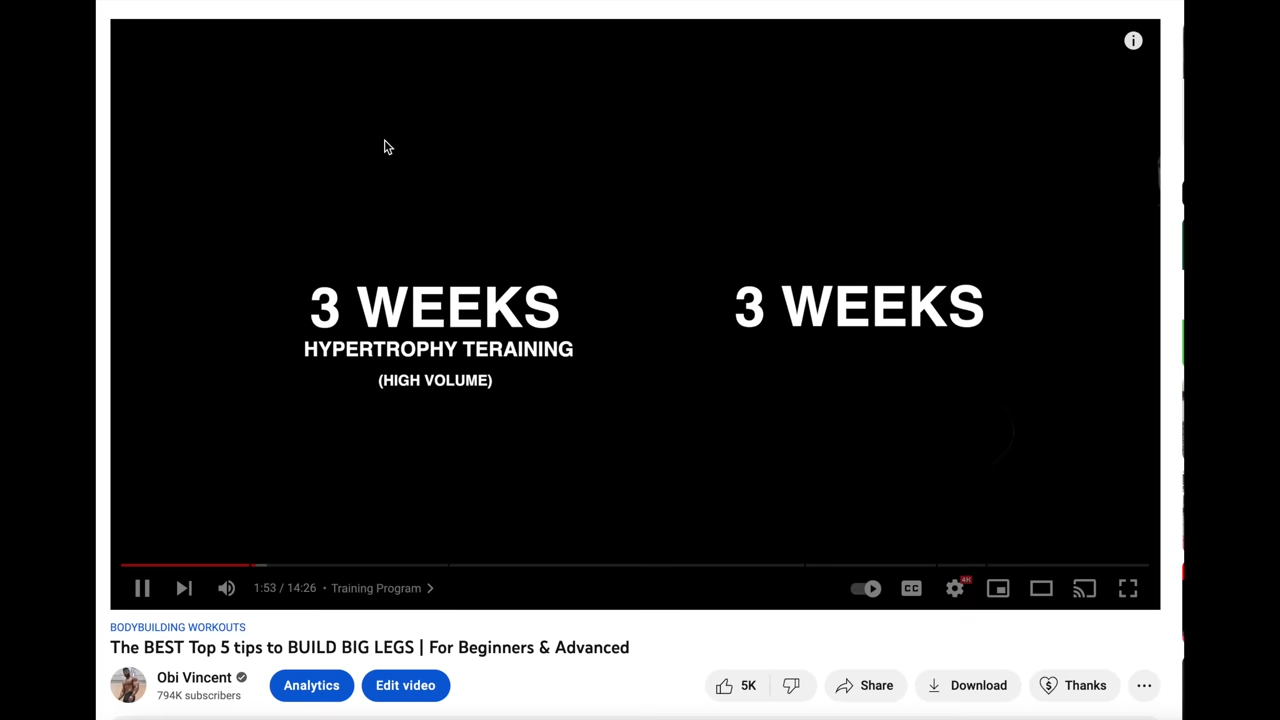 3 WEEKS
HYPERTROPHY TERAINING
(HIGH VOLUME)
3 WEEKS
1:53 / 14:26 • Training Program
CC
4K
BODYBUILDING WORKOUTS
The BEST Top 5 tips to BUILD BIG LEGS | For Beginners & Advanced
Obi Vincent
794K subscribers
Analytics
Edit video
5K
Share
Download
Thanks